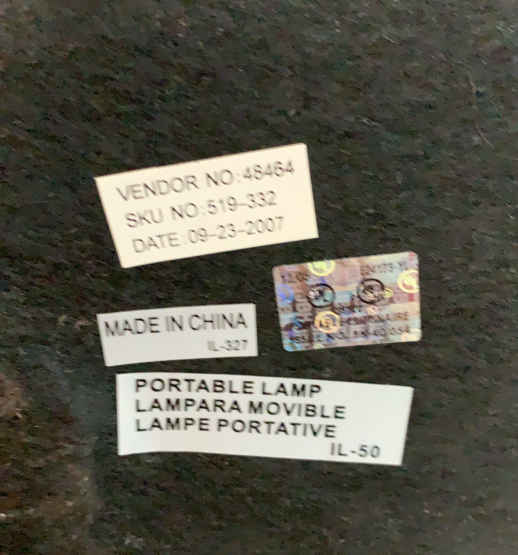 VENDOR NO:48464
SKU NO:519-332
DATE:09-23-2007
MADE IN CHINA
IL-327
PORTABLE LAMP
LAMPARA MOVIBLE
LAMPE PORTATIVE
IL-50